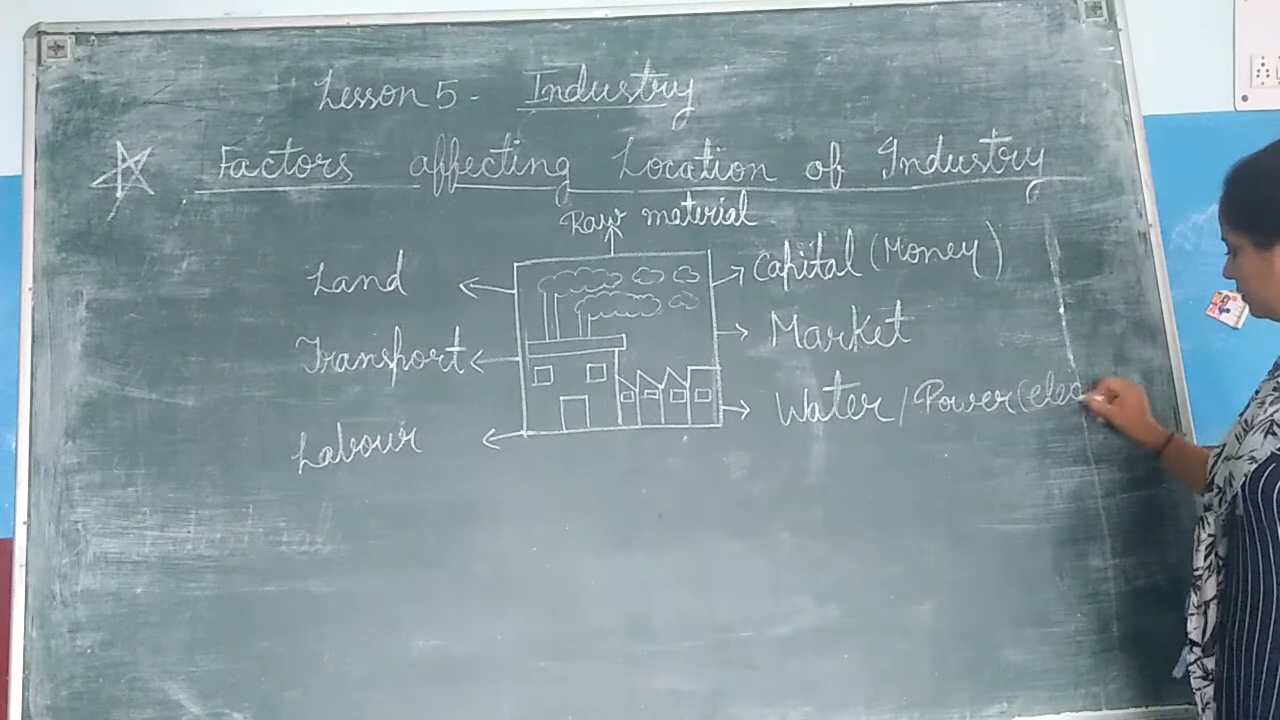 Lesson 5 - Industry
Factors affecting Location of Industry
Raw material
Land
Capital (Money)
Transport
Market
Labour
Water / Power (elec